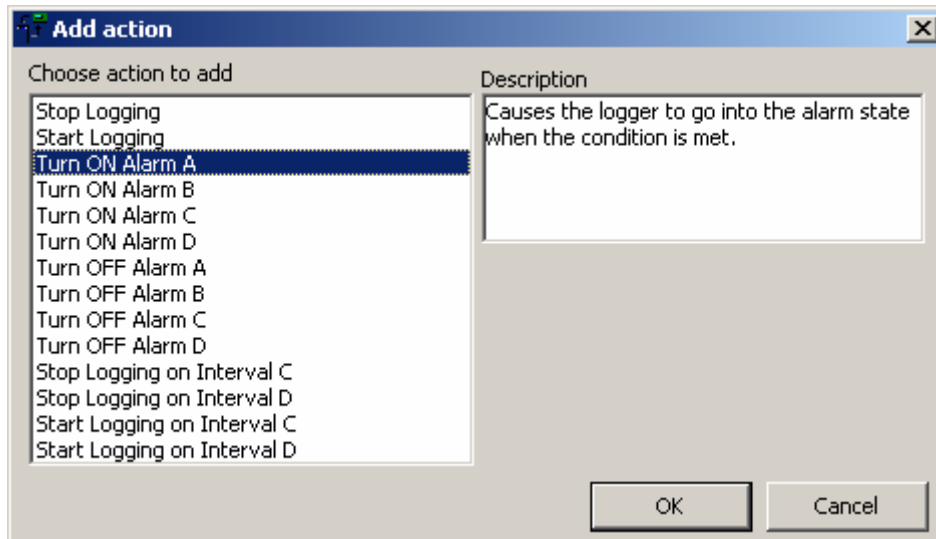 Add action
Choose action to add
Stop Logging
Start Logging
Turn ON Alarm A
Turn ON Alarm B
Turn ON Alarm C
Turn ON Alarm D
Turn OFF Alarm A
Turn OFF Alarm B
Turn OFF Alarm C
Turn OFF Alarm D
Stop Logging on Interval C
Stop Logging on Interval D
Start Logging on Interval C
Start Logging on Interval D
Description
Causes the logger to go into the alarm state
when the condition is met.
OK
Cancel